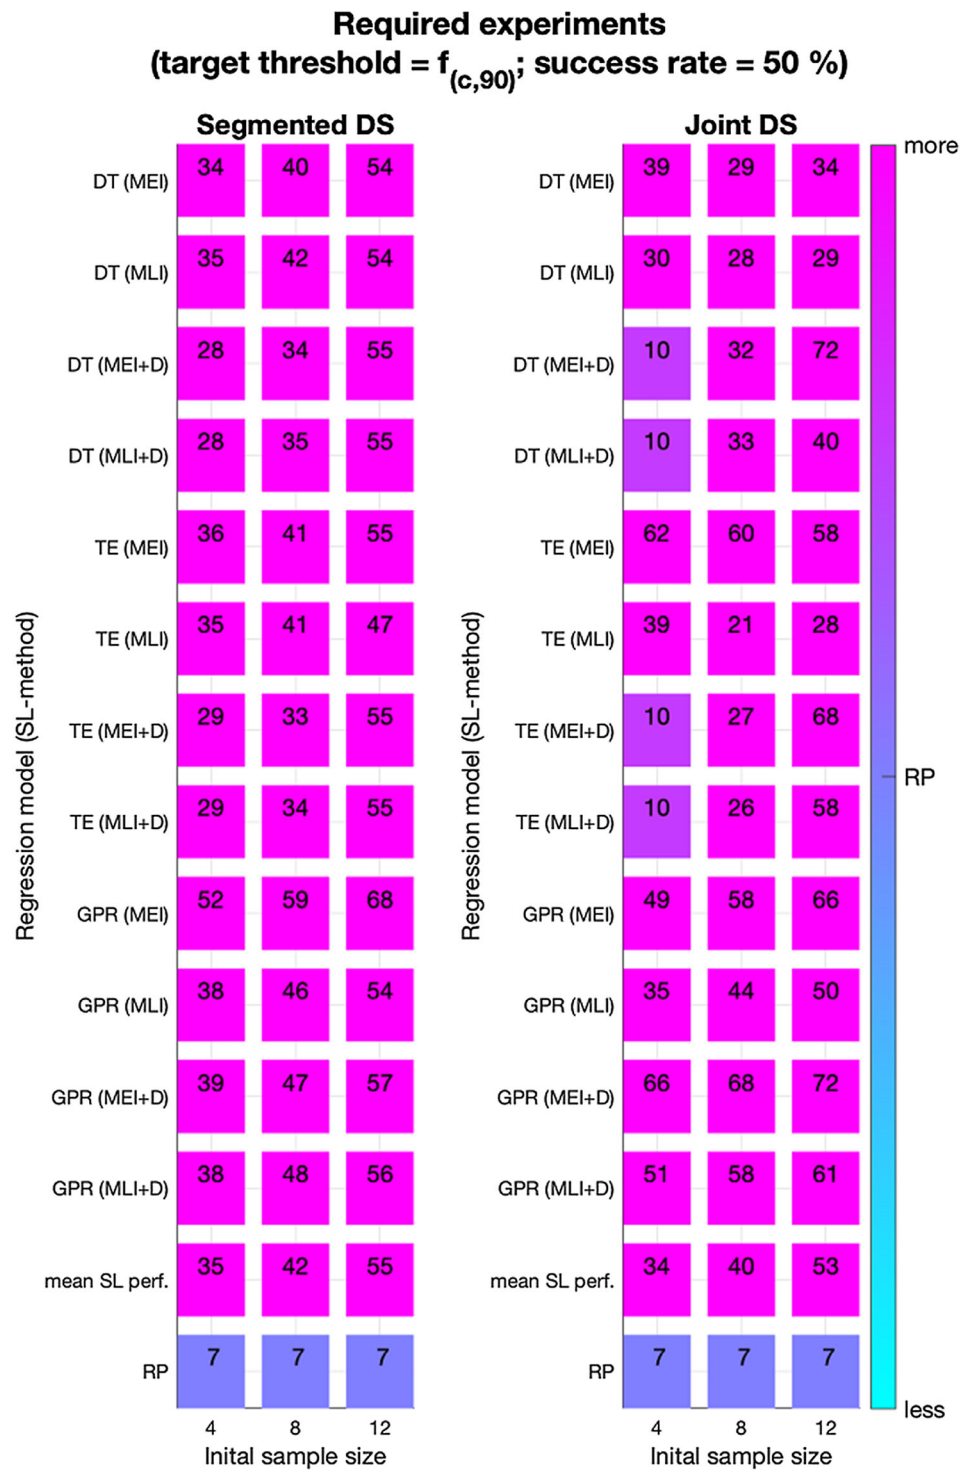 Required experiments
(target threshold = f(c,90); success rate = 50 %)
Segmented DS
Joint DS
more
DT (MEI) 34 40 54
DT (MEI) 39 29 34
DT (MLI) 35 42 54
DT (MLI) 30 28 29
DT (MEI+D) 28 34 55
DT (MEI+D) 10 32 72
DT (MLI+D) 28 35 55
DT (MLI+D) 10 33 40
TE (MEI) 36 41 55
TE (MEI) 62 60 58
TE (MLI) 35 41 47
TE (MLI) 39 21 28
TE (MEI+D) 29 33 55
TE (MEI+D) 10 27 68
RP
TE (MLI+D) 29 34 55
TE (MLI+D) 10 26 58
GPR (MEI) 52 59 68
GPR (MEI) 49 58 66
GPR (MLI) 38 46 54
GPR (MLI) 35 44 50
GPR (MEI+D) 39 47 57
GPR (MEI+D) 66 68 72
GPR (MLI+D) 38 48 56
GPR (MLI+D) 51 58 61
mean SL perf. 35 42 55
mean SL perf. 34 40 53
RP 7 7 7
RP 7 7 7
less
4 8 12
4 8 12
Inital sample size
Inital sample size
Regression model (SL-method)
Regression model (SL-method)